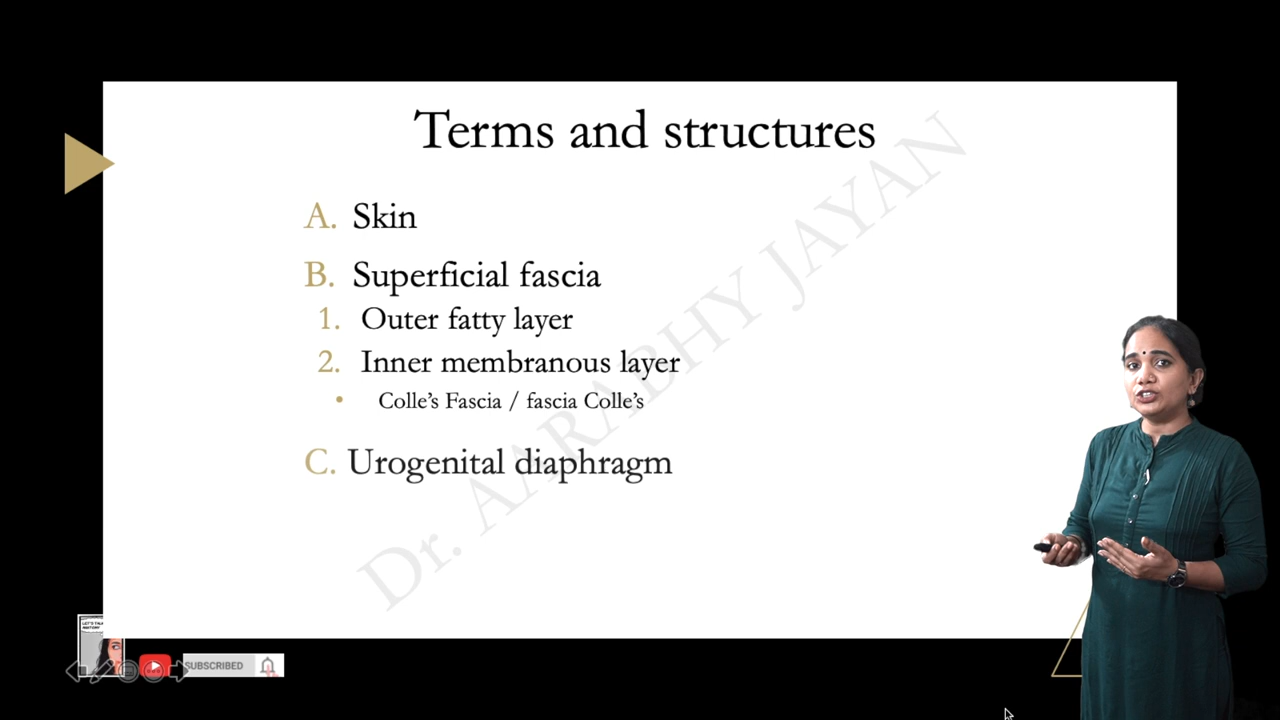 Terms and structures
A. Skin
B. Superficial fascia
1. Outer fatty layer
2. Inner membranous layer
• Colle's Fascia / fascia Colle's
C. Urogenital diaphragm
Dr. AARABHY JAYAN
SUBSCRIBED